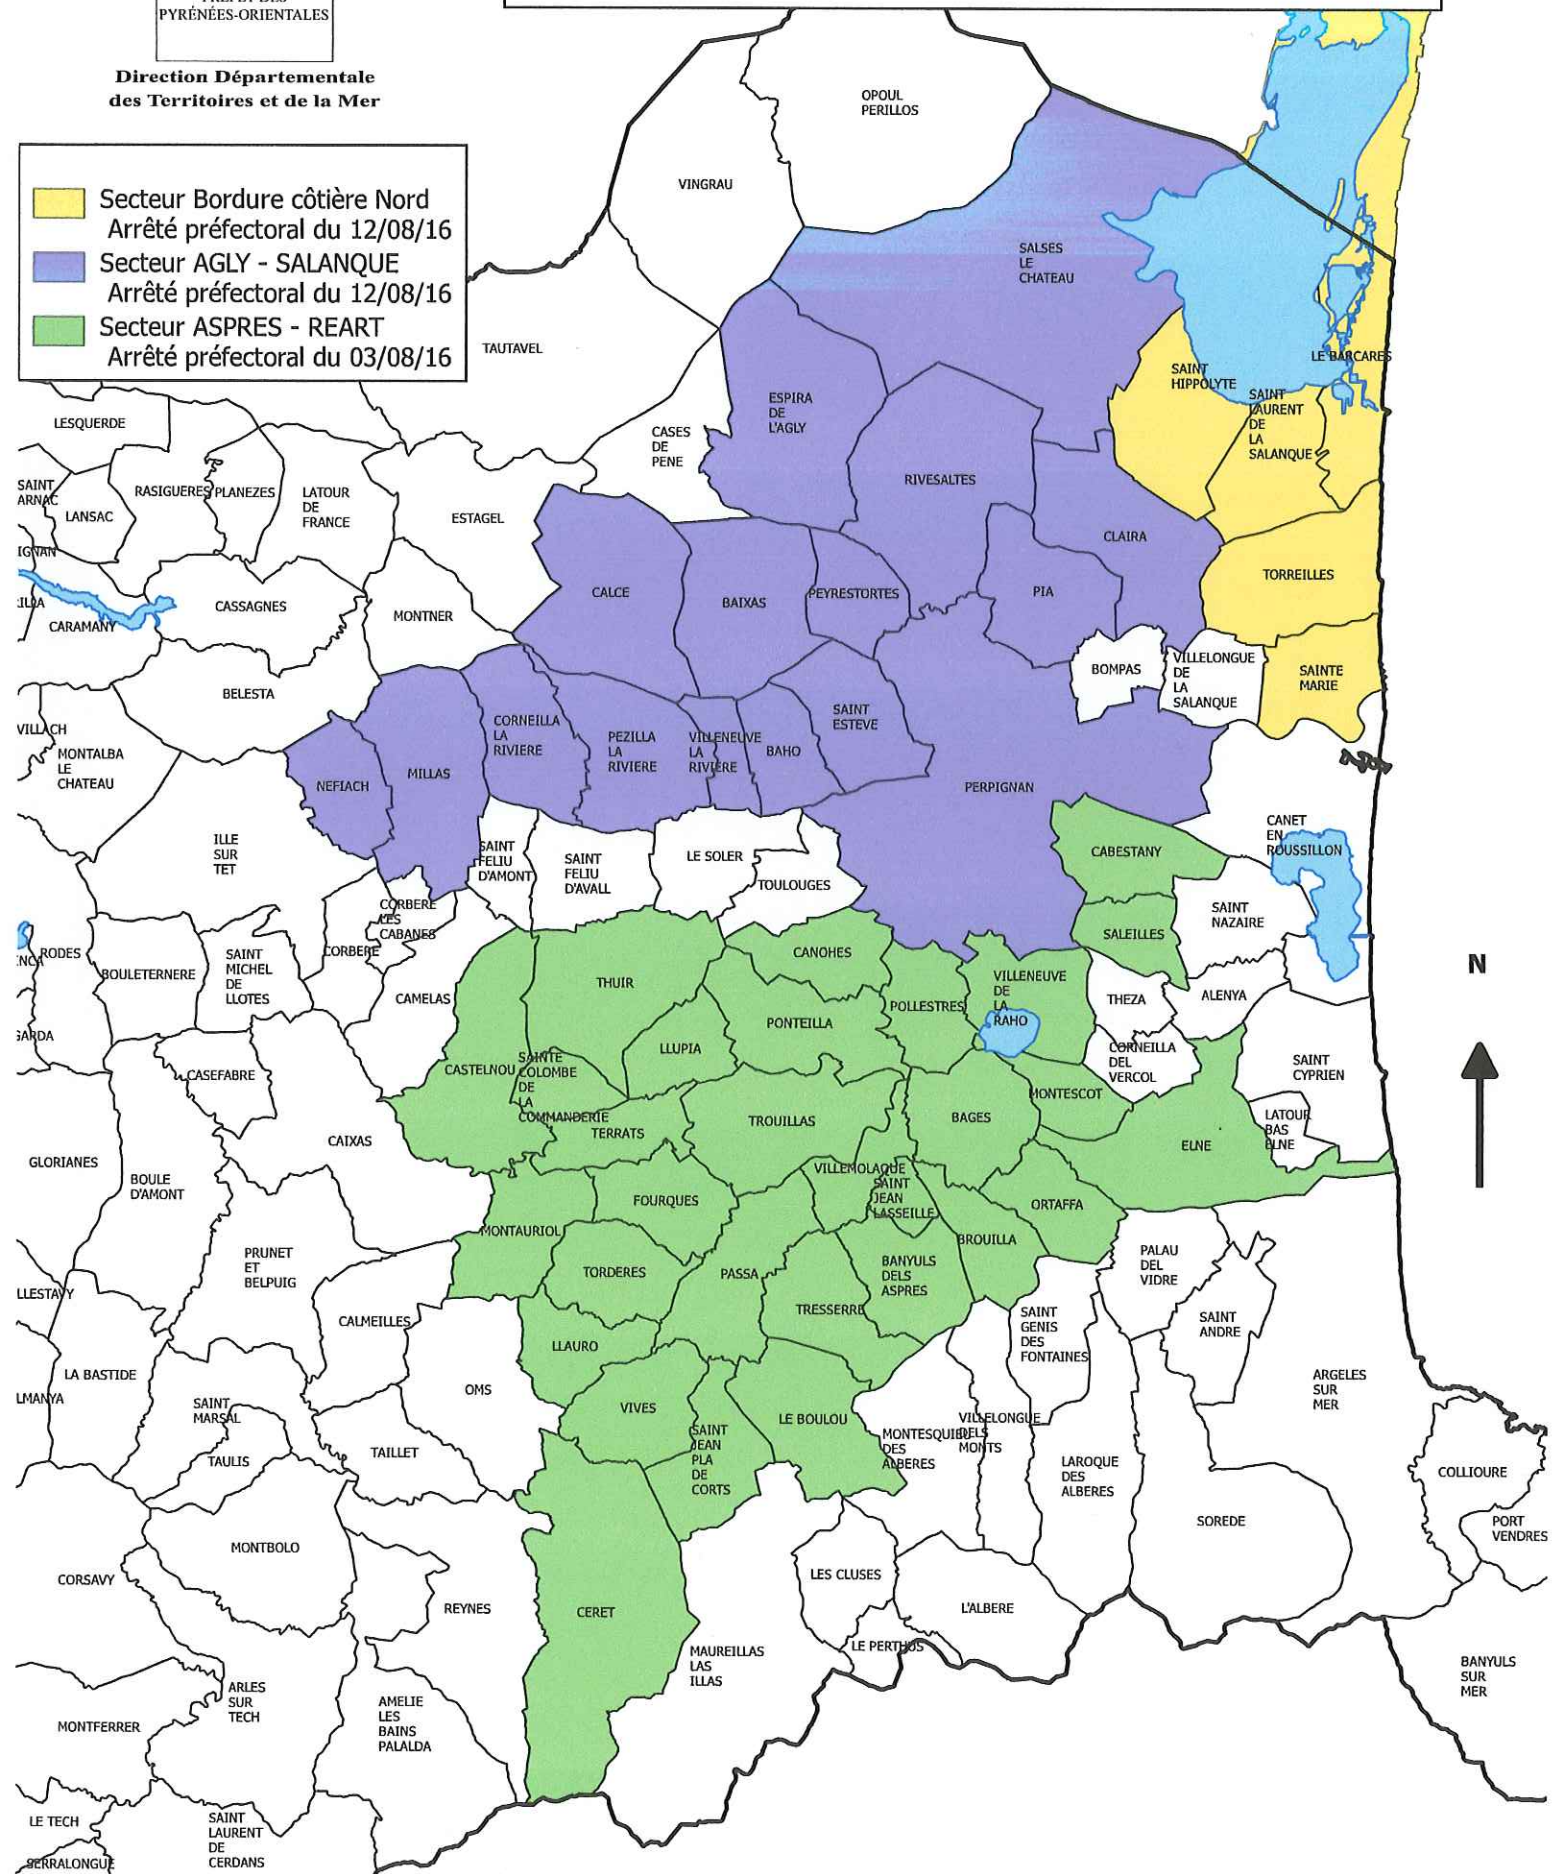 PYRÉNÉES-ORIENTALES
Direction Départementale
des Territoires et de la Mer
Secteur Bordure côtière Nord
Arrêté préfectoral du 12/08/16
Secteur AGLY - SALANQUE
Arrêté préfectoral du 12/08/16
Secteur ASPRES - REART
Arrêté préfectoral du 03/08/16
OPOUL
PERILLOS
VINGRAU
SALSES
LE
CHATEAU
TAUTAVEL
LE BARCARES
SAINT
HIPPOLYTE
SAINT
LAURENT
DE
LA
SALANQUE
ESPIRA
DE
L'AGLY
LESQUERDE
CASES
DE
PENE
RIVESALTES
SAINT
ARNAC
LANSAC
RASIGUERES
PLANEZES
LATOUR
DE
FRANCE
ESTAGEL
CLAIRA
IGNAN
TORREILLES
CALCE
BAIXAS
PEYRESTORTES
PIA
CARAMANY
CASSAGNES
MONTNER
BOMPAS
VILLELONGUE
DE
LA
SALANQUE
SAINTE
MARIE
BELESTA
VILLACH
MONTALBA
LE
CHATEAU
NEFIACH
MILLAS
CORNEILLA
LA
RIVIERE
PEZILLA
LA
RIVIERE
VILLENEUVE
LA
RIVIERE
BAHO
SAINT
ESTEVE
PERPIGNAN
CANET
EN
ROUSSILLON
ILLE
SUR
TET
SAINT
FELIU
D'AMONT
SAINT
FELIU
D'AVALL
LE SOLER
TOULOUGES
CABESTANY
CORBERE
LES
CABANES
CORBERE
SAINT
NAZAIRE
SALEILLES
RODES
BOULETERNERE
SAINT
MICHEL
DE
LLOTES
CAMELAS
THUIR
CANOHES
POLLESTRES
VILLENEUVE
DE
LA
RAHO
THEZA
ALENYA
N
GARDA
PONTEILLA
LLUPIA
CASTELNOU
SAINTE
COLOMBE
DE
LA
COMMANDERIE
CORNEILLA
DEL
VERCOL
SAINT
CYPRIEN
CASEFABRE
MONTESCOT
TERRATS
TROUILLAS
BAGES
ELNE
LATOUR
BAS
ELNE
CAIXAS
GLORIANES
BOULE
D'AMONT
VILLEMOLAQUE
SAINT
JEAN
LASSEILLE
FOURQUES
ORTAFFA
MONTAURIOL
BROUILLA
PRUNET
ET
BELPUIG
TORDERES
PASSA
BANYULS
DELS
ASPRES
PALAU
DEL
VIDRE
LLESTAVY
CALMEILLES
TRESSERRE
SAINT
GENIS
DES
FONTAINES
SAINT
ANDRE
LLAURO
LA BASTIDE
LMANYA
OMS
ARGELES
SUR
MER
SAINT
MARSAL
VIVES
LE BOULOU
SAINT
JEAN
PLA
DE
CORTS
MONTESQUIEU
DES
ALBERES
VILLELONGUE
DELS
MONTS
TAULIS
TAILLET
LAROQUE
DES
ALBERES
COLLIOURE
SOREDE
PORT
VENDRES
MONTBOLO
CORSAVY
REYNES
CERET
LES CLUSES
L'ALBERE
LE PERTHUS
MAUREILLAS
LAS
ILLAS
BANYULS
SUR
MER
ARLES
SUR
TECH
AMELIE
LES
BAINS
PALALDA
MONTFERRER
LE TECH
SAINT
LAURENT
DE
CERDANS
SERRALONGUE